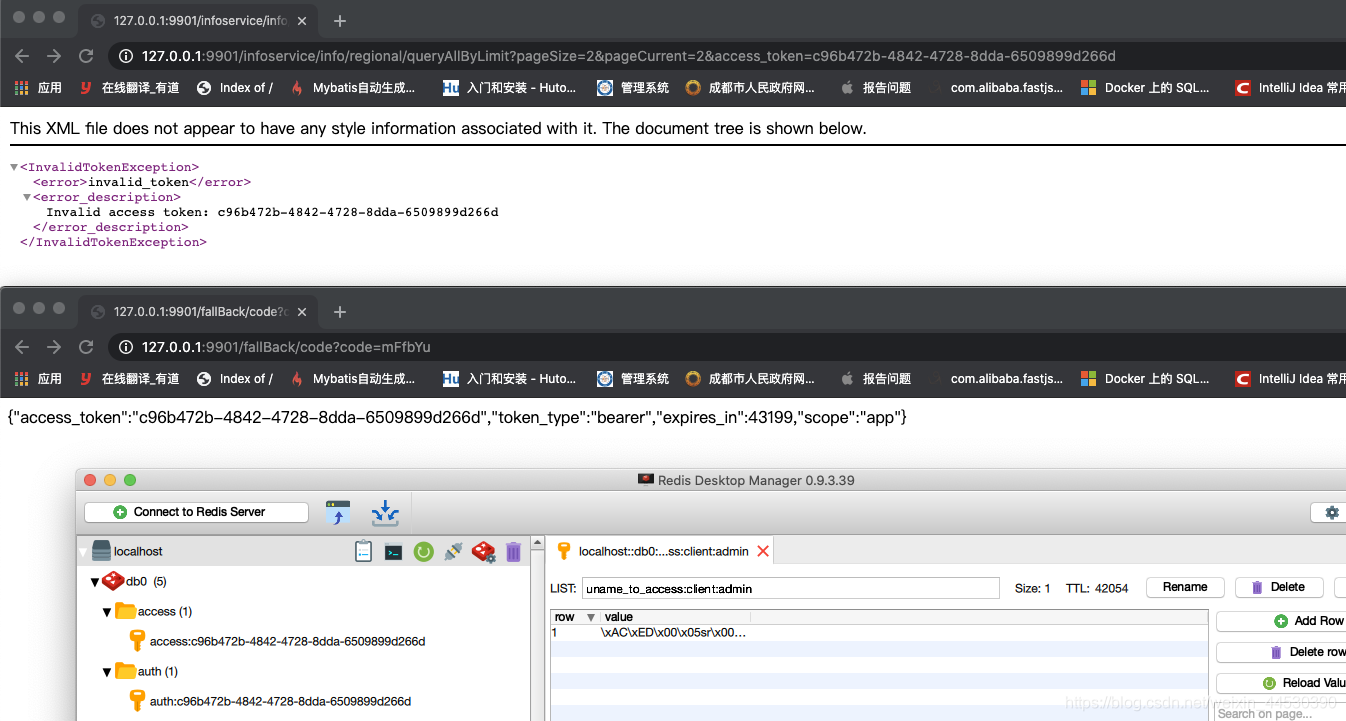 127.0.0.1:9901/infoservice/info
127.0.0.1:9901/infoservice/info/regional/queryAllByLimit?pageSize=2&pageCurrent=2&access_token=c96b472b-4842-4728-8dda-6509899d266d
应用 在线翻译_有道 Index of / Mybatis自动生成... 入门和安装 - Huto... 管理系统 成都市人民政府网... 报告问题 com.alibaba.fastjs... Docker 上的 SQL... IntelliJ Idea 常用
This XML file does not appear to have any style information associated with it. The document tree is shown below.
▼<InvalidTokenException>
<error>invalid_token</error>
▼<error_description>
Invalid access token: c96b472b-4842-4728-8dda-6509899d266d
</error_description>
</InvalidTokenException>
127.0.0.1:9901/fallBack/code?c
127.0.0.1:9901/fallBack/code?code=mFfbYu
应用 在线翻译_有道 Index of / Mybatis自动生成... 入门和安装 - Huto... 管理系统 成都市人民政府网... 报告问题 com.alibaba.fastjs... Docker 上的 SQL... IntelliJ Idea 常用
{"access_token":"c96b472b-4842-4728-8dda-6509899d266d","token_type":"bearer","expires_in":43199,"scope":"app"}
Redis Desktop Manager 0.9.3.39
Connect to Redis Server
localhost
localhost::db0:...ss:client:admin
db0 (5)
LIST: uname_to_access:client:admin Size: 1 TTL: 42054 Rename Delete
access (1)
row value
Add Row
access:c96b472b-4842-4728-8dda-6509899d266d
1 \xAC\xED\x00\x05sr\x00...
Delete row
auth (1)
Reload Valu
auth:c96b472b-4842-4728-8dda-6509899d266d
https://blog.csdn.net/weixin_44530390
Search on page...